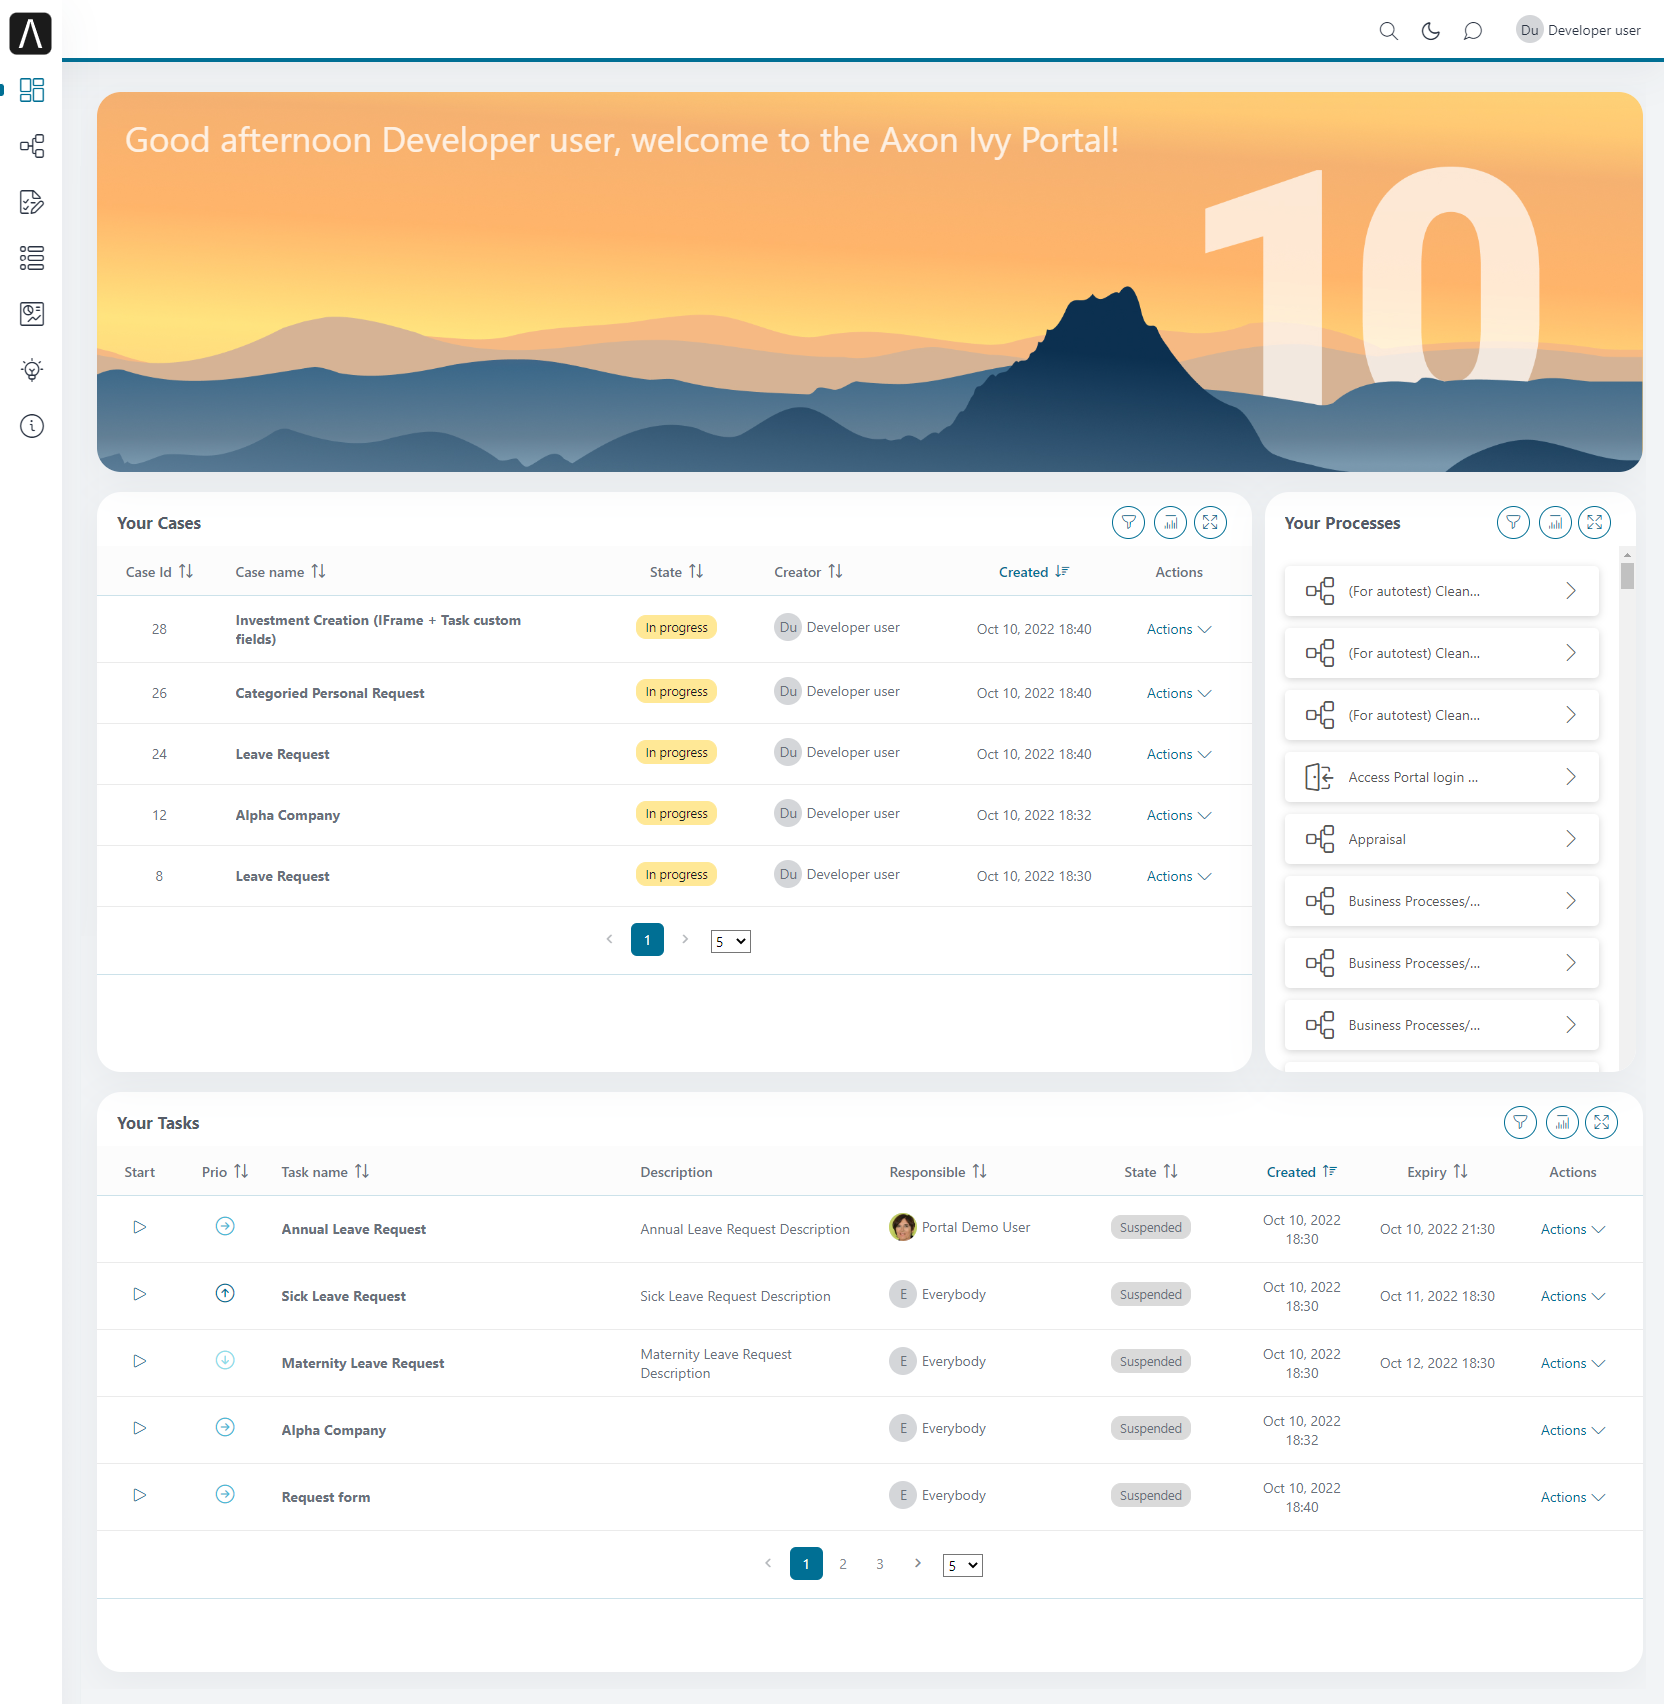 Du Developer user
Good afternoon Developer user, welcome to the Axon Ivy Portal!
10
Your Cases
Case Id Case name State Creator Created Actions
28 Investment Creation (IFrame + Task custom fields) In progress Du Developer user Oct 10, 2022 18:40 Actions
26 Categoried Personal Request In progress Du Developer user Oct 10, 2022 18:40 Actions
24 Leave Request In progress Du Developer user Oct 10, 2022 18:40 Actions
12 Alpha Company In progress Du Developer user Oct 10, 2022 18:32 Actions
8 Leave Request In progress Du Developer user Oct 10, 2022 18:30 Actions
1 5
Your Processes
(For autotest) Clean...
(For autotest) Clean...
(For autotest) Clean...
Access Portal login ...
Appraisal
Business Processes/...
Business Processes/...
Business Processes/...
Your Tasks
Start Prio Task name Description Responsible State Created Expiry Actions
Annual Leave Request Annual Leave Request Description Portal Demo User Suspended Oct 10, 2022 18:30 Oct 10, 2022 21:30 Actions
Sick Leave Request Sick Leave Request Description E Everybody Suspended Oct 10, 2022 18:30 Oct 11, 2022 18:30 Actions
Maternity Leave Request Maternity Leave Request Description E Everybody Suspended Oct 10, 2022 18:30 Oct 12, 2022 18:30 Actions
Alpha Company E Everybody Suspended Oct 10, 2022 18:32 Actions
Request form E Everybody Suspended Oct 10, 2022 18:40 Actions
1 2 3 5